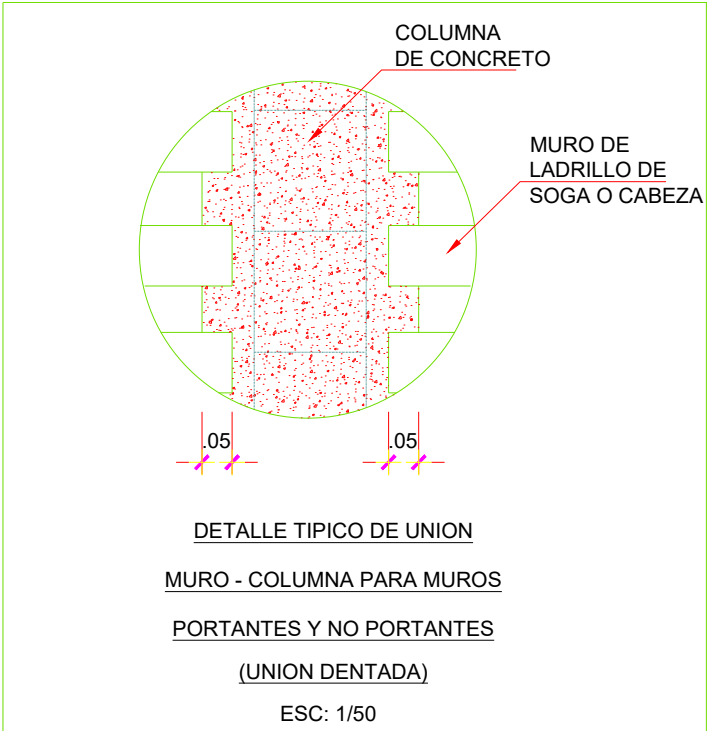 COLUMNA
DE CONCRETO
MURO DE
LADRILLO DE
SOGA O CABEZA
.05
.05
DETALLE TIPICO DE UNION
MURO - COLUMNA PARA MUROS
PORTANTES Y NO PORTANTES
(UNION DENTADA)
ESC: 1/50